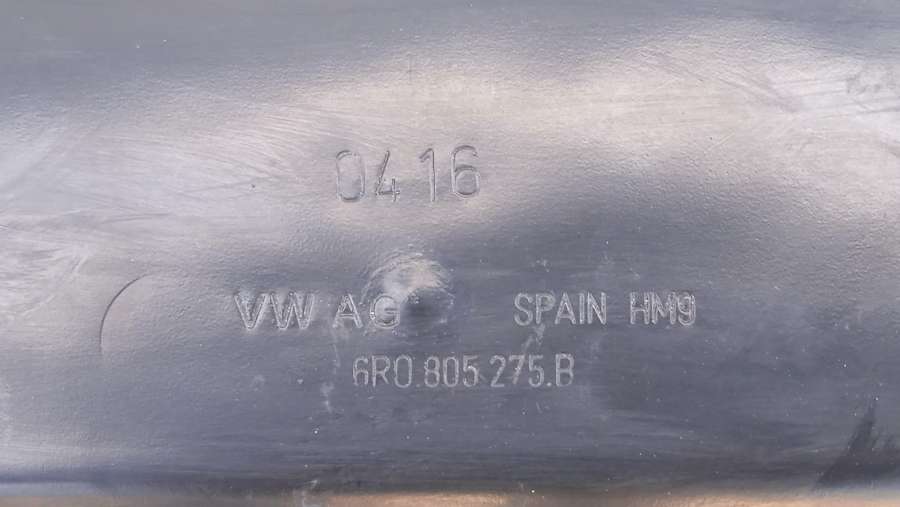 0416
VW AG SPAIN HM9
6R0.805.275.B